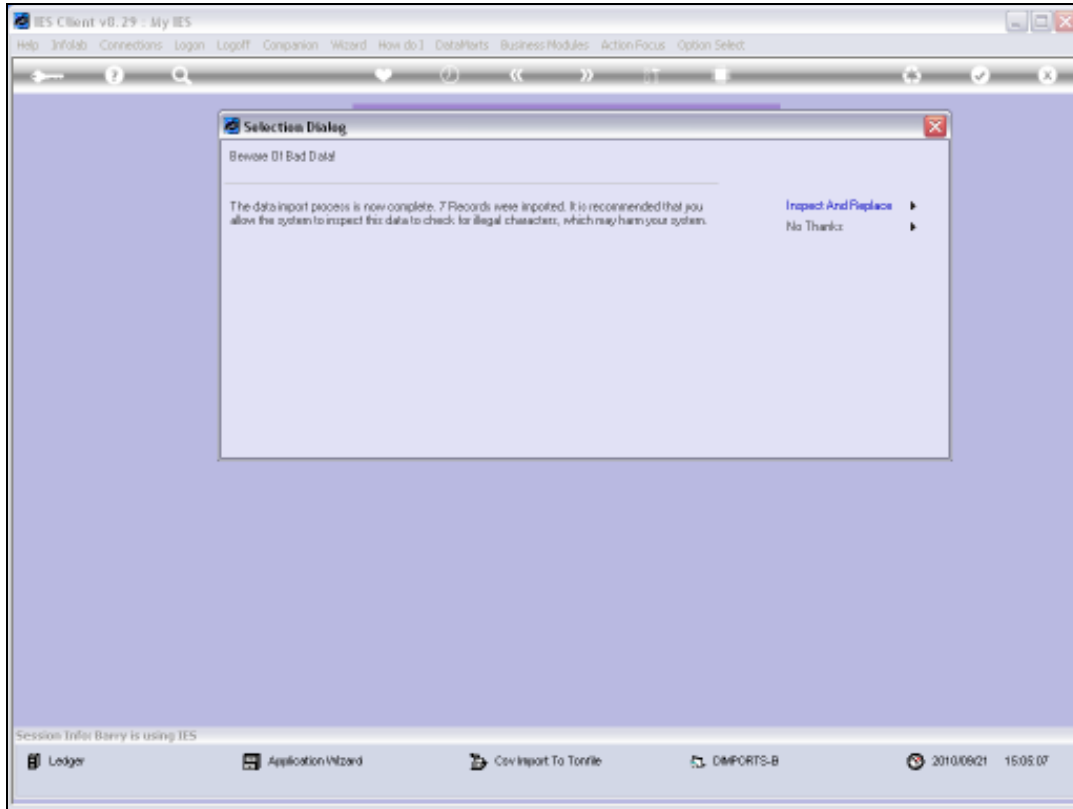 IES Client v8.29 : My IES
Help Infolab Connections Logon Logoff Companion Wizard How do I DataMarts Business Modules Action Focus Option Select
Selection Dialog
Beware Of Bad Data!
The data import process is now complete. 7 Records were imported. It is recommended that you
allow the system to inspect this data to check for illegal characters, which may harm your system.
Inspect And Replace
No Thanks
Session Info: Barry is using IES
Ledger Application Wizard Csv Import To Tomfile DIMPORTS-B 2010/09/21 15:05:07